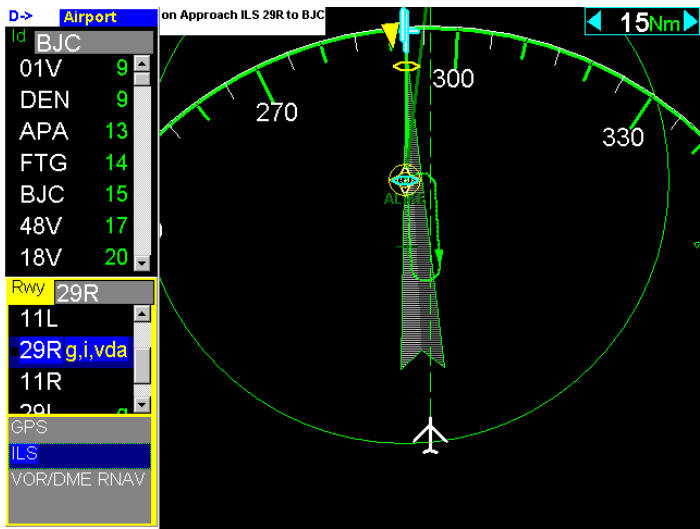 D-> Airport
on Approach ILS 29R to BJC
15Nm
Id BJC
01V 9
DEN 9
APA 13
FTG 14
BJC 15
48V 17
18V 20
270
300
330
Rwy 29R
11L
29R g,i,vda
11R
29L g
GPS
ILS
VOR/DME RNAV